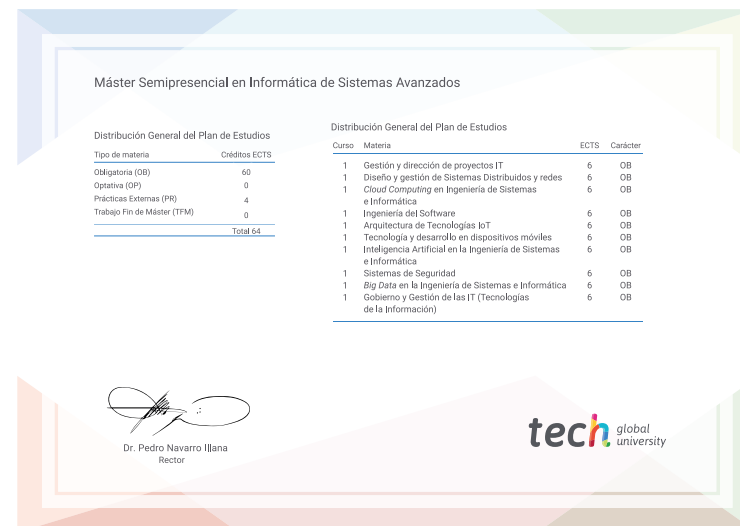 Máster Semipresencial en Informática de Sistemas Avanzados
Distribución General del Plan de Estudios
Tipo de materia Créditos ECTS
Obligatoria (OB) 60
Optativa (OP) 0
Prácticas Externas (PR) 4
Trabajo Fin de Máster (TFM) 0
Total 64
Distribución General del Plan de Estudios
Curso Materia ECTS Carácter
1 Gestión y dirección de proyectos IT 6 OB
1 Diseño y gestión de Sistemas Distribuidos y redes 6 OB
1 Cloud Computing en Ingeniería de Sistemas 6 OB
e Informática
1 Ingeniería del Software 6 OB
1 Arquitectura de Tecnologías IoT 6 OB
1 Tecnología y desarrollo en dispositivos móviles 6 OB
1 Inteligencia Artificial en la Ingeniería de Sistemas 6 OB
e Informática
1 Sistemas de Seguridad 6 OB
1 Big Data en la Ingeniería de Sistemas e Informática 6 OB
1 Gobierno y Gestión de las IT (Tecnologías 6 OB
de la Información)
Dr. Pedro Navarro Illana
Rector
tech global
university